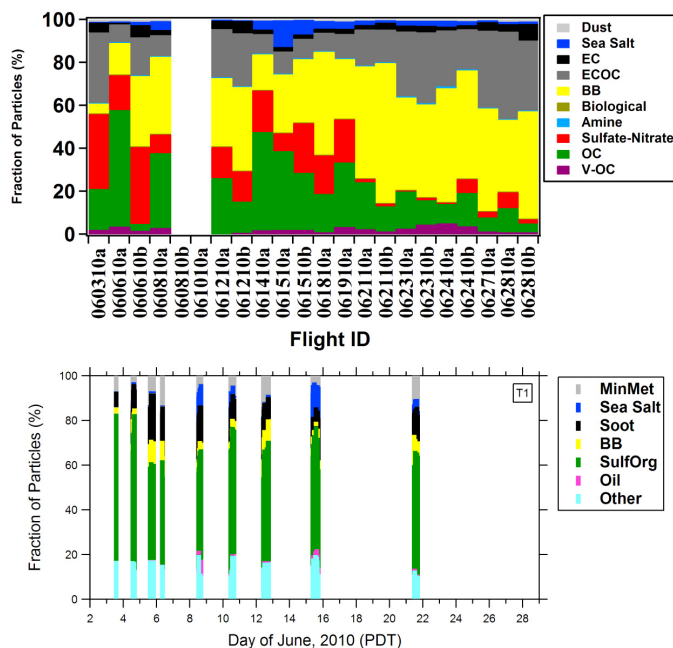 Fraction of Particles (%)
100
80
60
40
20
0
060310a
060610a
060610b
060810a
060810b
061010a
061210a
061210b
061410a
061510a
061510b
061810a
061910a
062110a
062110b
062310a
062310b
062410a
062410b
062710a
062810a
062810b
Flight ID
Dust
Sea Salt
EC
ECOC
BB
Biological
Amine
Sulfate-Nitrate
OC
V-OC
Fraction of Particles (%)
100
80
60
40
20
0
T1
2
4
6
8
10
12
14
16
18
20
22
24
26
28
Day of June, 2010 (PDT)
MinMet
Sea Salt
Soot
BB
SulfOrg
Oil
Other